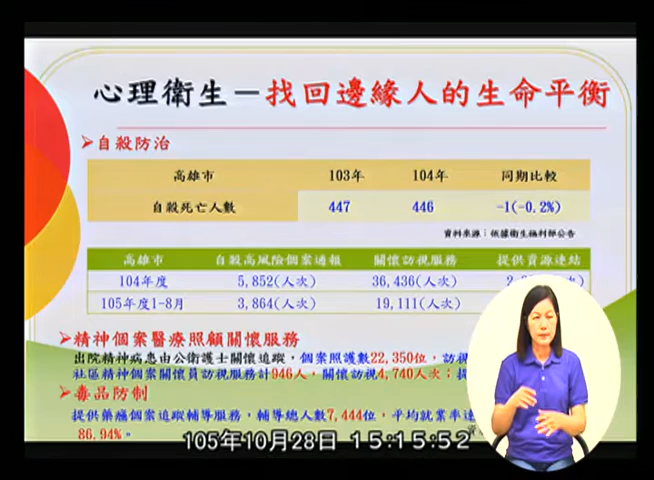 心理衛生－找回邊緣人的生命平衡
➢自殺防治
高雄市 103年 104年 同期比較
自殺死亡人數 447 446 -1(-0.2%)
資料來源：依據衛生福利部公告
高雄市 自殺高風險個案通報 關懷訪視服務 提供資源連結
104年度 5,852(人次) 36,436(人次)
105年度1-8月 3,864(人次) 19,111(人次)
➢精神個案醫療照顧關懷服務
出院精神病患由公衛護士關懷追蹤，個案照護數22,350位，訪視
社區精神個案關懷員訪視服務計946人，關懷訪視4,740人次；提
➢毒品防制
提供藥癮個案追蹤輔導服務，輔導總人數7,444位，平均就業率達
86.94%。
105年10月28日 15:15:52